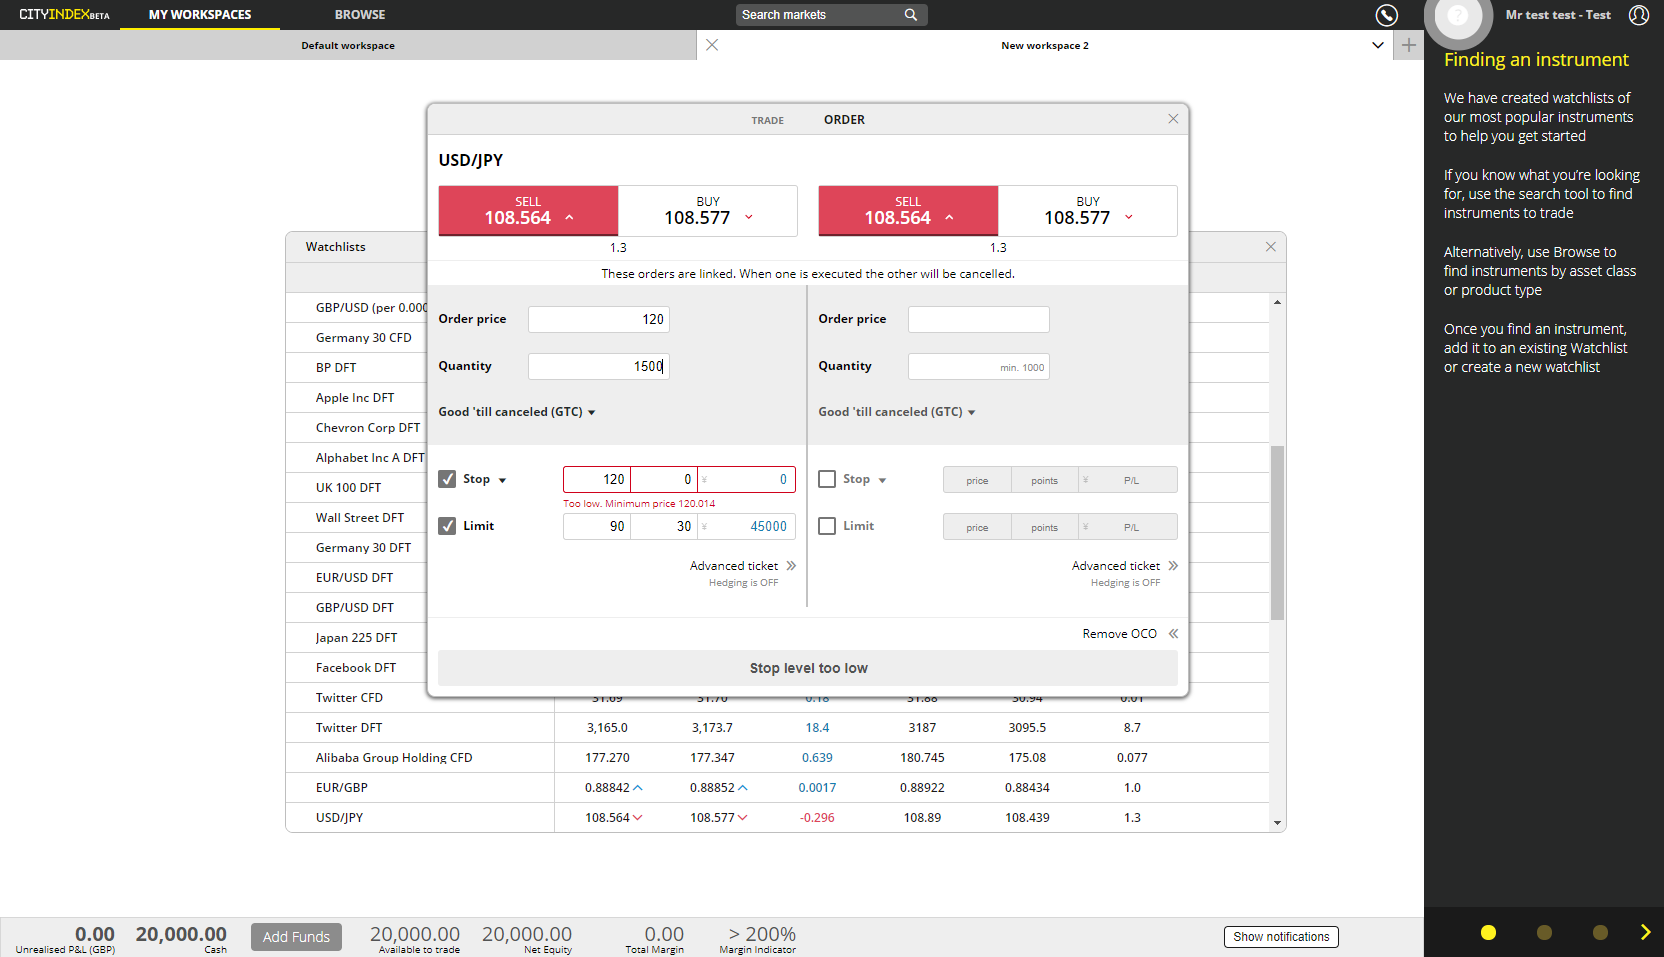 CITYINDEXBETA
MY WORKSPACES
BROWSE
Search markets
?
Mr test test - Test
Default workspace
New workspace 2
Finding an instrument
We have created watchlists of
our most popular instruments
to help you get started
If you know what you're looking
for, use the search tool to find
instruments to trade
Alternatively, use Browse to
find instruments by asset class
or product type
Once you find an instrument,
add it to an existing Watchlist
or create a new watchlist
TRADE ORDER
USD/JPY
SELL BUY SELL BUY
108.564 108.577 108.564 108.577
1.3 1.3
These orders are linked. When one is executed the other will be cancelled.
Order price 120
Quantity 1500
Good 'till canceled (GTC)
Stop 120 0 ¥ 0
Too low. Minimum price 120.014
Limit 90 30 ¥ 45000
Advanced ticket
Hedging is OFF
Order price
Quantity min. 1000
Good 'till canceled (GTC)
Stop price points ¥ P/L
Limit price points ¥ P/L
Advanced ticket
Hedging is OFF
Remove OCO
Stop level too low
Watchlists
GBP/USD (per 0.000
Germany 30 CFD
BP DFT
Apple Inc DFT
Chevron Corp DFT
Alphabet Inc A DFT
UK 100 DFT
Wall Street DFT
Germany 30 DFT
EUR/USD DFT
GBP/USD DFT
Japan 225 DFT
Facebook DFT
Twitter CFD 31.69 31.70 0.18 31.88 30.94 0.01
Twitter DFT 3,165.0 3,173.7 18.4 3187 3095.5 8.7
Alibaba Group Holding CFD 177.270 177.347 0.639 180.745 175.08 0.077
EUR/GBP 0.88842 0.88852 0.0017 0.88922 0.88434 1.0
USD/JPY 108.564 108.577 -0.296 108.89 108.439 1.3
0.00 20,000.00 Add Funds 20,000.00 20,000.00 0.00 > 200% Show notifications
Unrealised P&L (GBP) Cash Available to trade Net Equity Total Margin Margin Indicator